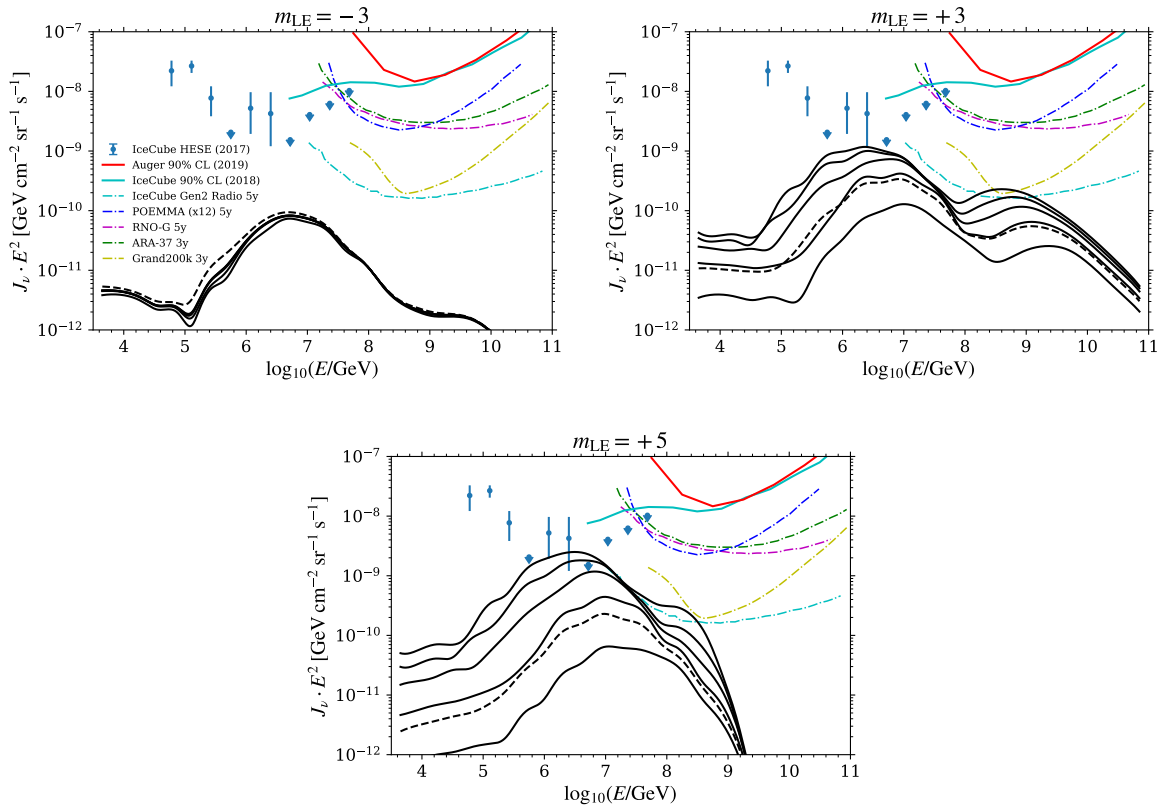 m_LE = −3
10^−7
10^−8
10^−9
10^−10
10^−11
10^−12
J_ν · E^2 [GeV cm^−2 sr^−1 s^−1]
IceCube HESE (2017)
Auger 90% CL (2019)
IceCube 90% CL (2018)
IceCube Gen2 Radio 5y
POEMMA (x12) 5y
RNO-G 5y
ARA-37 3y
Grand200k 3y
4 5 6 7 8 9 10 11
log_10(E/GeV)
m_LE = +3
10^−7
10^−8
10^−9
10^−10
10^−11
10^−12
J_ν · E^2 [GeV cm^−2 sr^−1 s^−1]
4 5 6 7 8 9 10 11
log_10(E/GeV)
m_LE = +5
10^−7
10^−8
10^−9
10^−10
10^−11
10^−12
J_ν · E^2 [GeV cm^−2 sr^−1 s^−1]
4 5 6 7 8 9 10 11
log_10(E/GeV)